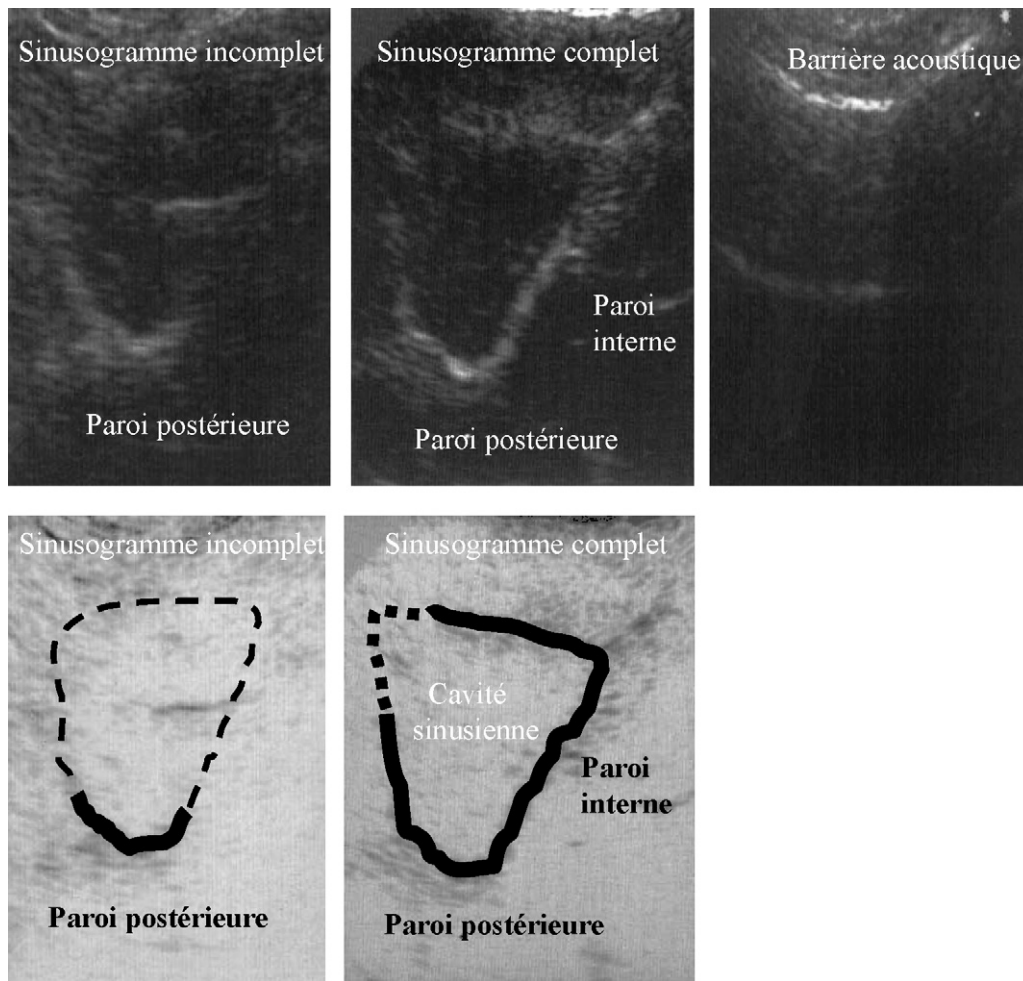 Sinusogramme incomplet
Sinusogramme complet
Barrière acoustique
Paroi
interne
Paroi postérieure
Paroi postérieure
Sinusogramme incomplet
Sinusogramme complet
Cavité
sinusienne
Paroi
interne
Paroi postérieure
Paroi postérieure